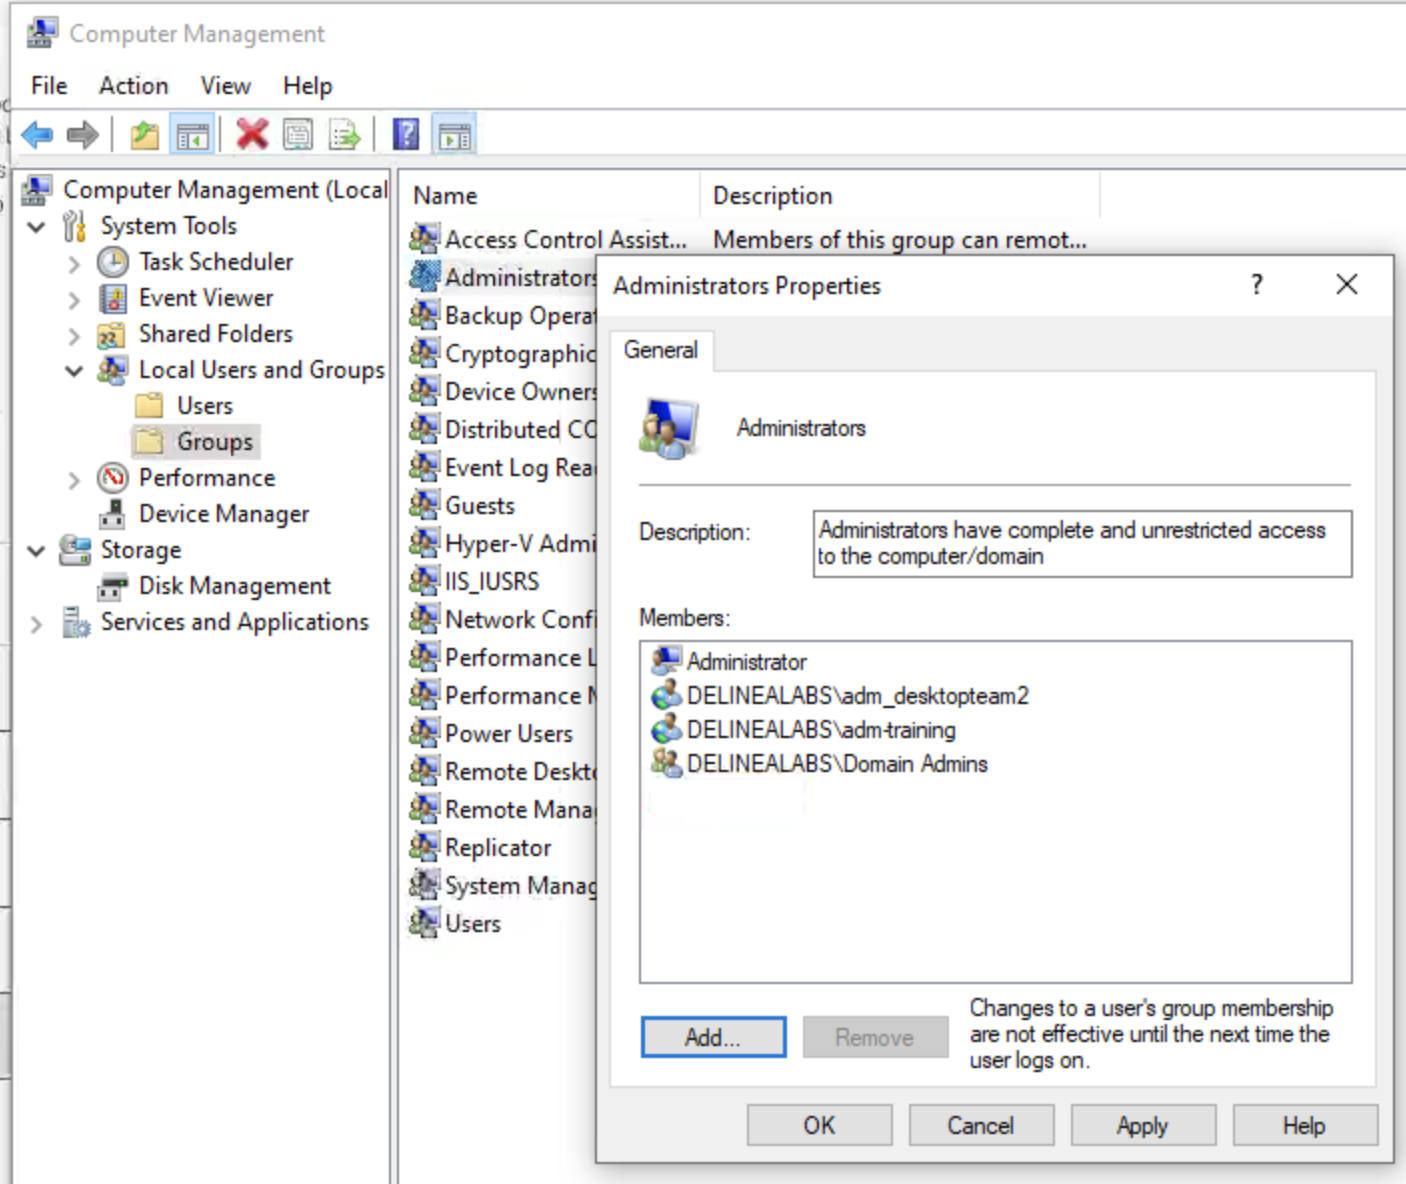 Computer Management
File Action View Help
Computer Management (Local
System Tools
Task Scheduler
Event Viewer
Shared Folders
Local Users and Groups
Users
Groups
Performance
Device Manager
Storage
Disk Management
Services and Applications
Name Description
Access Control Assist... Members of this group can remot...
Administrators
Backup Operat
Cryptographic
Device Owners
Distributed CO
Event Log Rea
Guests
Hyper-V Admi
IIS_IUSRS
Network Confi
Performance L
Performance M
Power Users
Remote Deskto
Remote Manag
Replicator
System Manag
Users
Administrators Properties
?
General
Administrators
Description:
Administrators have complete and unrestricted access
to the computer/domain
Members:
Administrator
DELINEALABS\adm_desktopteam2
DELINEALABS\adm-training
DELINEALABS\Domain Admins
Add... Remove
Changes to a user's group membership
are not effective until the next time the
user logs on.
OK Cancel Apply Help